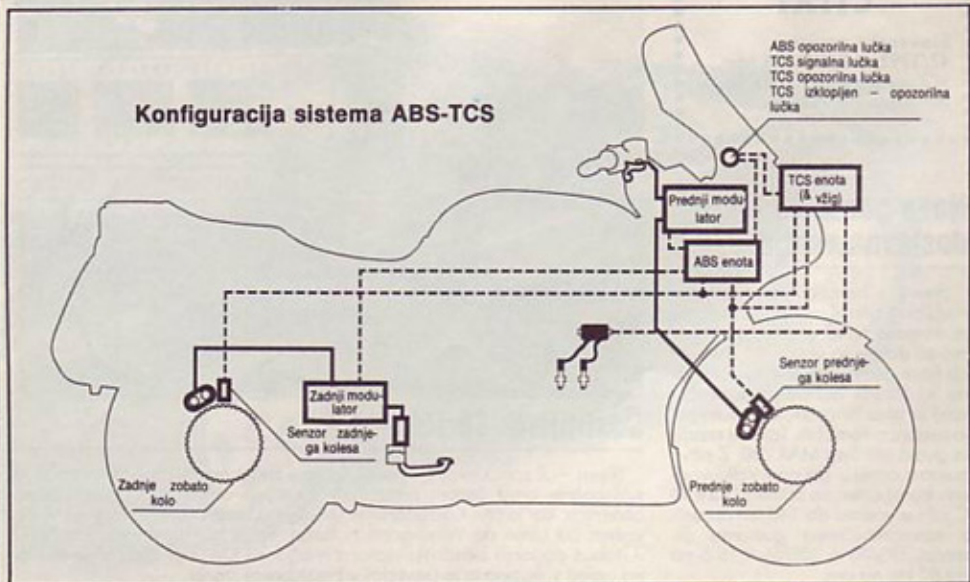 ABS opozorilna lučka
TCS signalna lučka
TCS opozorilna lučka
TCS izklopljen – opozorilna
lučka
Konfiguracija sistema ABS-TCS
TCS enota
(& vžig)
Prednji modu-
lator
ABS enota
Senzor prednje-
ga kolesa
Zadnji modu-
lator
Senzor zadnje-
ga kolesa
Zadnje zobato
kolo
Prednje zobato
kolo